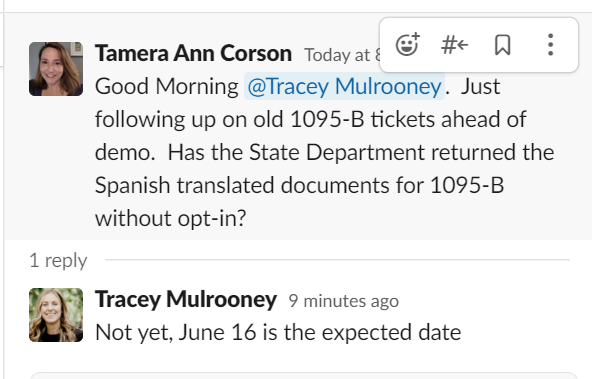 Tamera Ann Corson Today at
Good Morning @Tracey Mulrooney. Just
following up on old 1095-B tickets ahead of
demo. Has the State Department returned the
Spanish translated documents for 1095-B
without opt-in?
1 reply
Tracey Mulrooney 9 minutes ago
Not yet, June 16 is the expected date